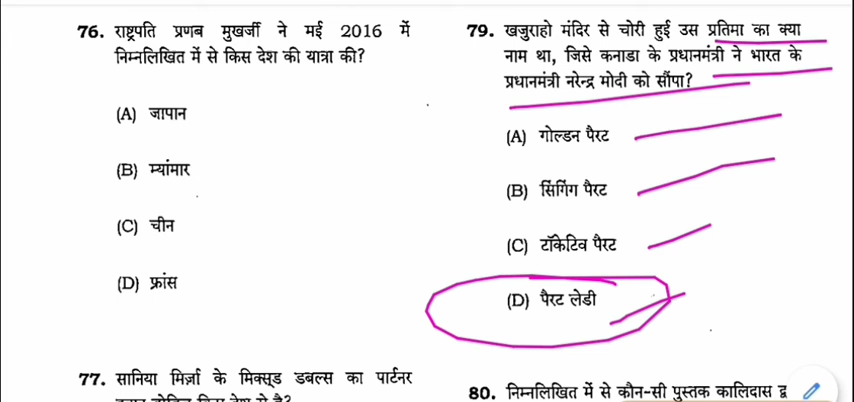 76. राष्ट्रपति प्रणब मुखर्जी ने मई 2016 में
निम्नलिखित में से किस देश की यात्रा की?
(A) जापान
(B) म्यांमार
(C) चीन
(D) फ्रांस
77. सानिया मिर्ज़ा के मिक्स्ड डबल्स का पार्टनर
79. खजुराहो मंदिर से चोरी हुई उस प्रतिमा का क्या
नाम था, जिसे कनाडा के प्रधानमंत्री ने भारत के
प्रधानमंत्री नरेन्द्र मोदी को सौंपा?
(A) गोल्डन पैरट
(B) सिंगिंग पैरट
(C) टॉकेटिव पैरट
(D) पैरट लेडी
80. निम्नलिखित में से कौन-सी पुस्तक कालिदास द्व